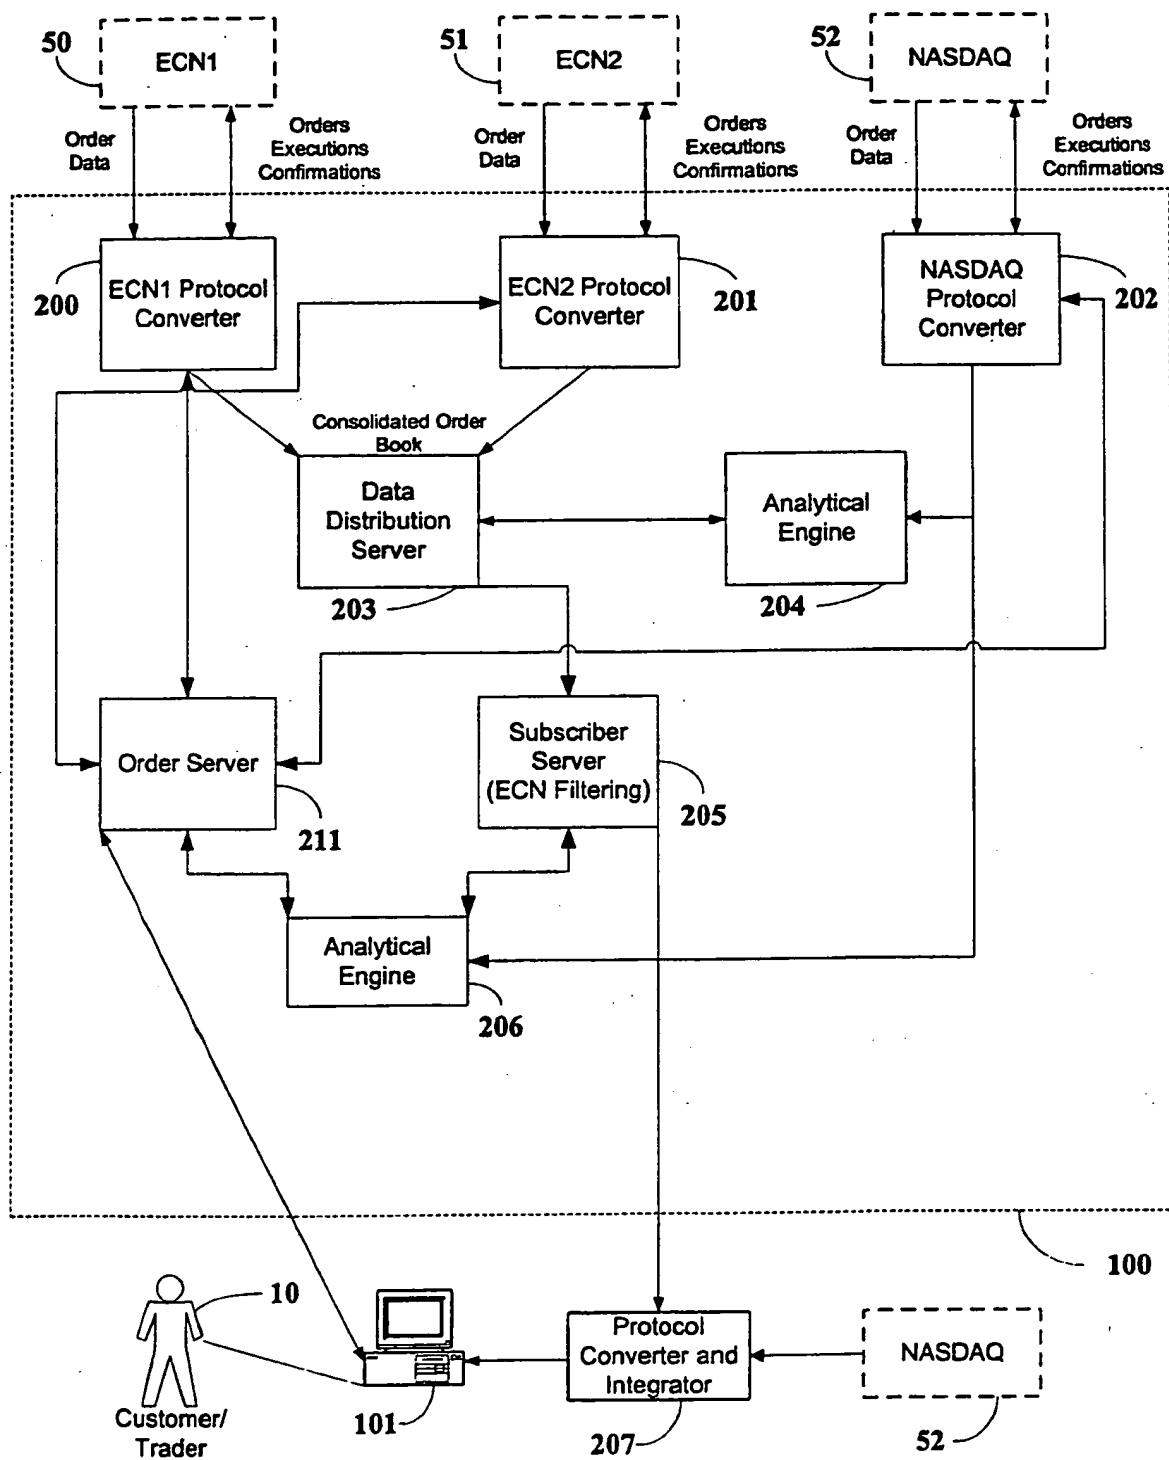 50
ECN1
51
ECN2
52
NASDAQ
Order
Data
Orders
Executions
Confirmations
Order
Data
Orders
Executions
Confirmations
Order
Data
Orders
Executions
Confirmations
200
ECN1 Protocol
Converter
ECN2 Protocol
Converter
201
NASDAQ
Protocol
Converter
202
Consolidated Order
Book
Data
Distribution
Server
203
Analytical
Engine
204
Order Server
211
Subscriber
Server
(ECN Filtering)
205
Analytical
Engine
206
100
10
Customer/
Trader
101
Protocol
Converter and
Integrator
207
NASDAQ
52